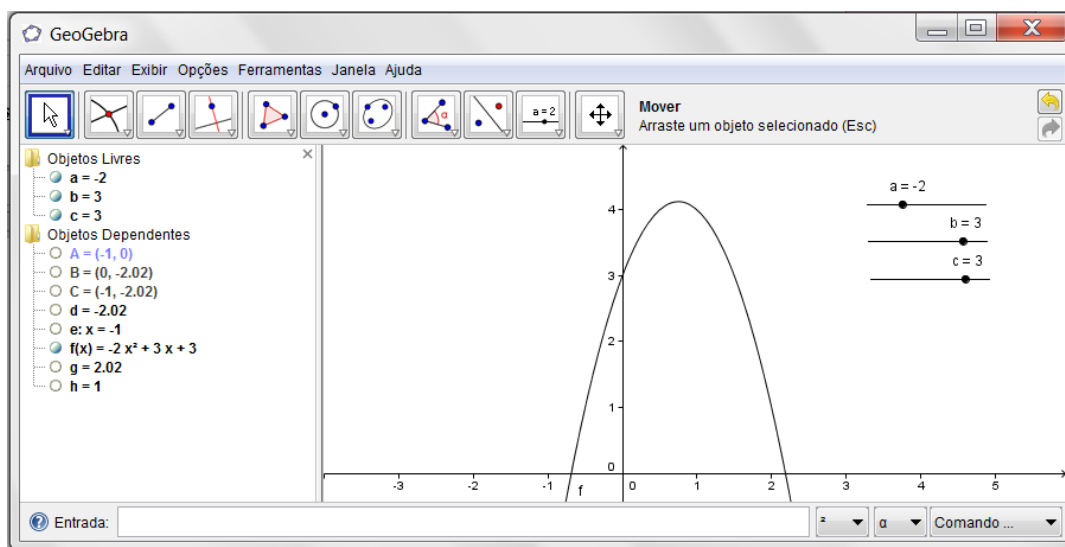 GeoGebra
Arquivo Editar Exibir Opções Ferramentas Janela Ajuda
a = 2
α
Mover
Arraste um objeto selecionado (Esc)
Objetos Livres
a = -2
b = 3
c = 3
Objetos Dependentes
A = (-1, 0)
B = (0, -2.02)
C = (-1, -2.02)
d = -2.02
e: x = -1
f(x) = -2 x² + 3 x + 3
g = 2.02
h = 1
a = -2
b = 3
c = 3
4
3
2
1
0
-3 -2 -1 0 1 2 3 4 5
f
Entrada: ² α Comando ...